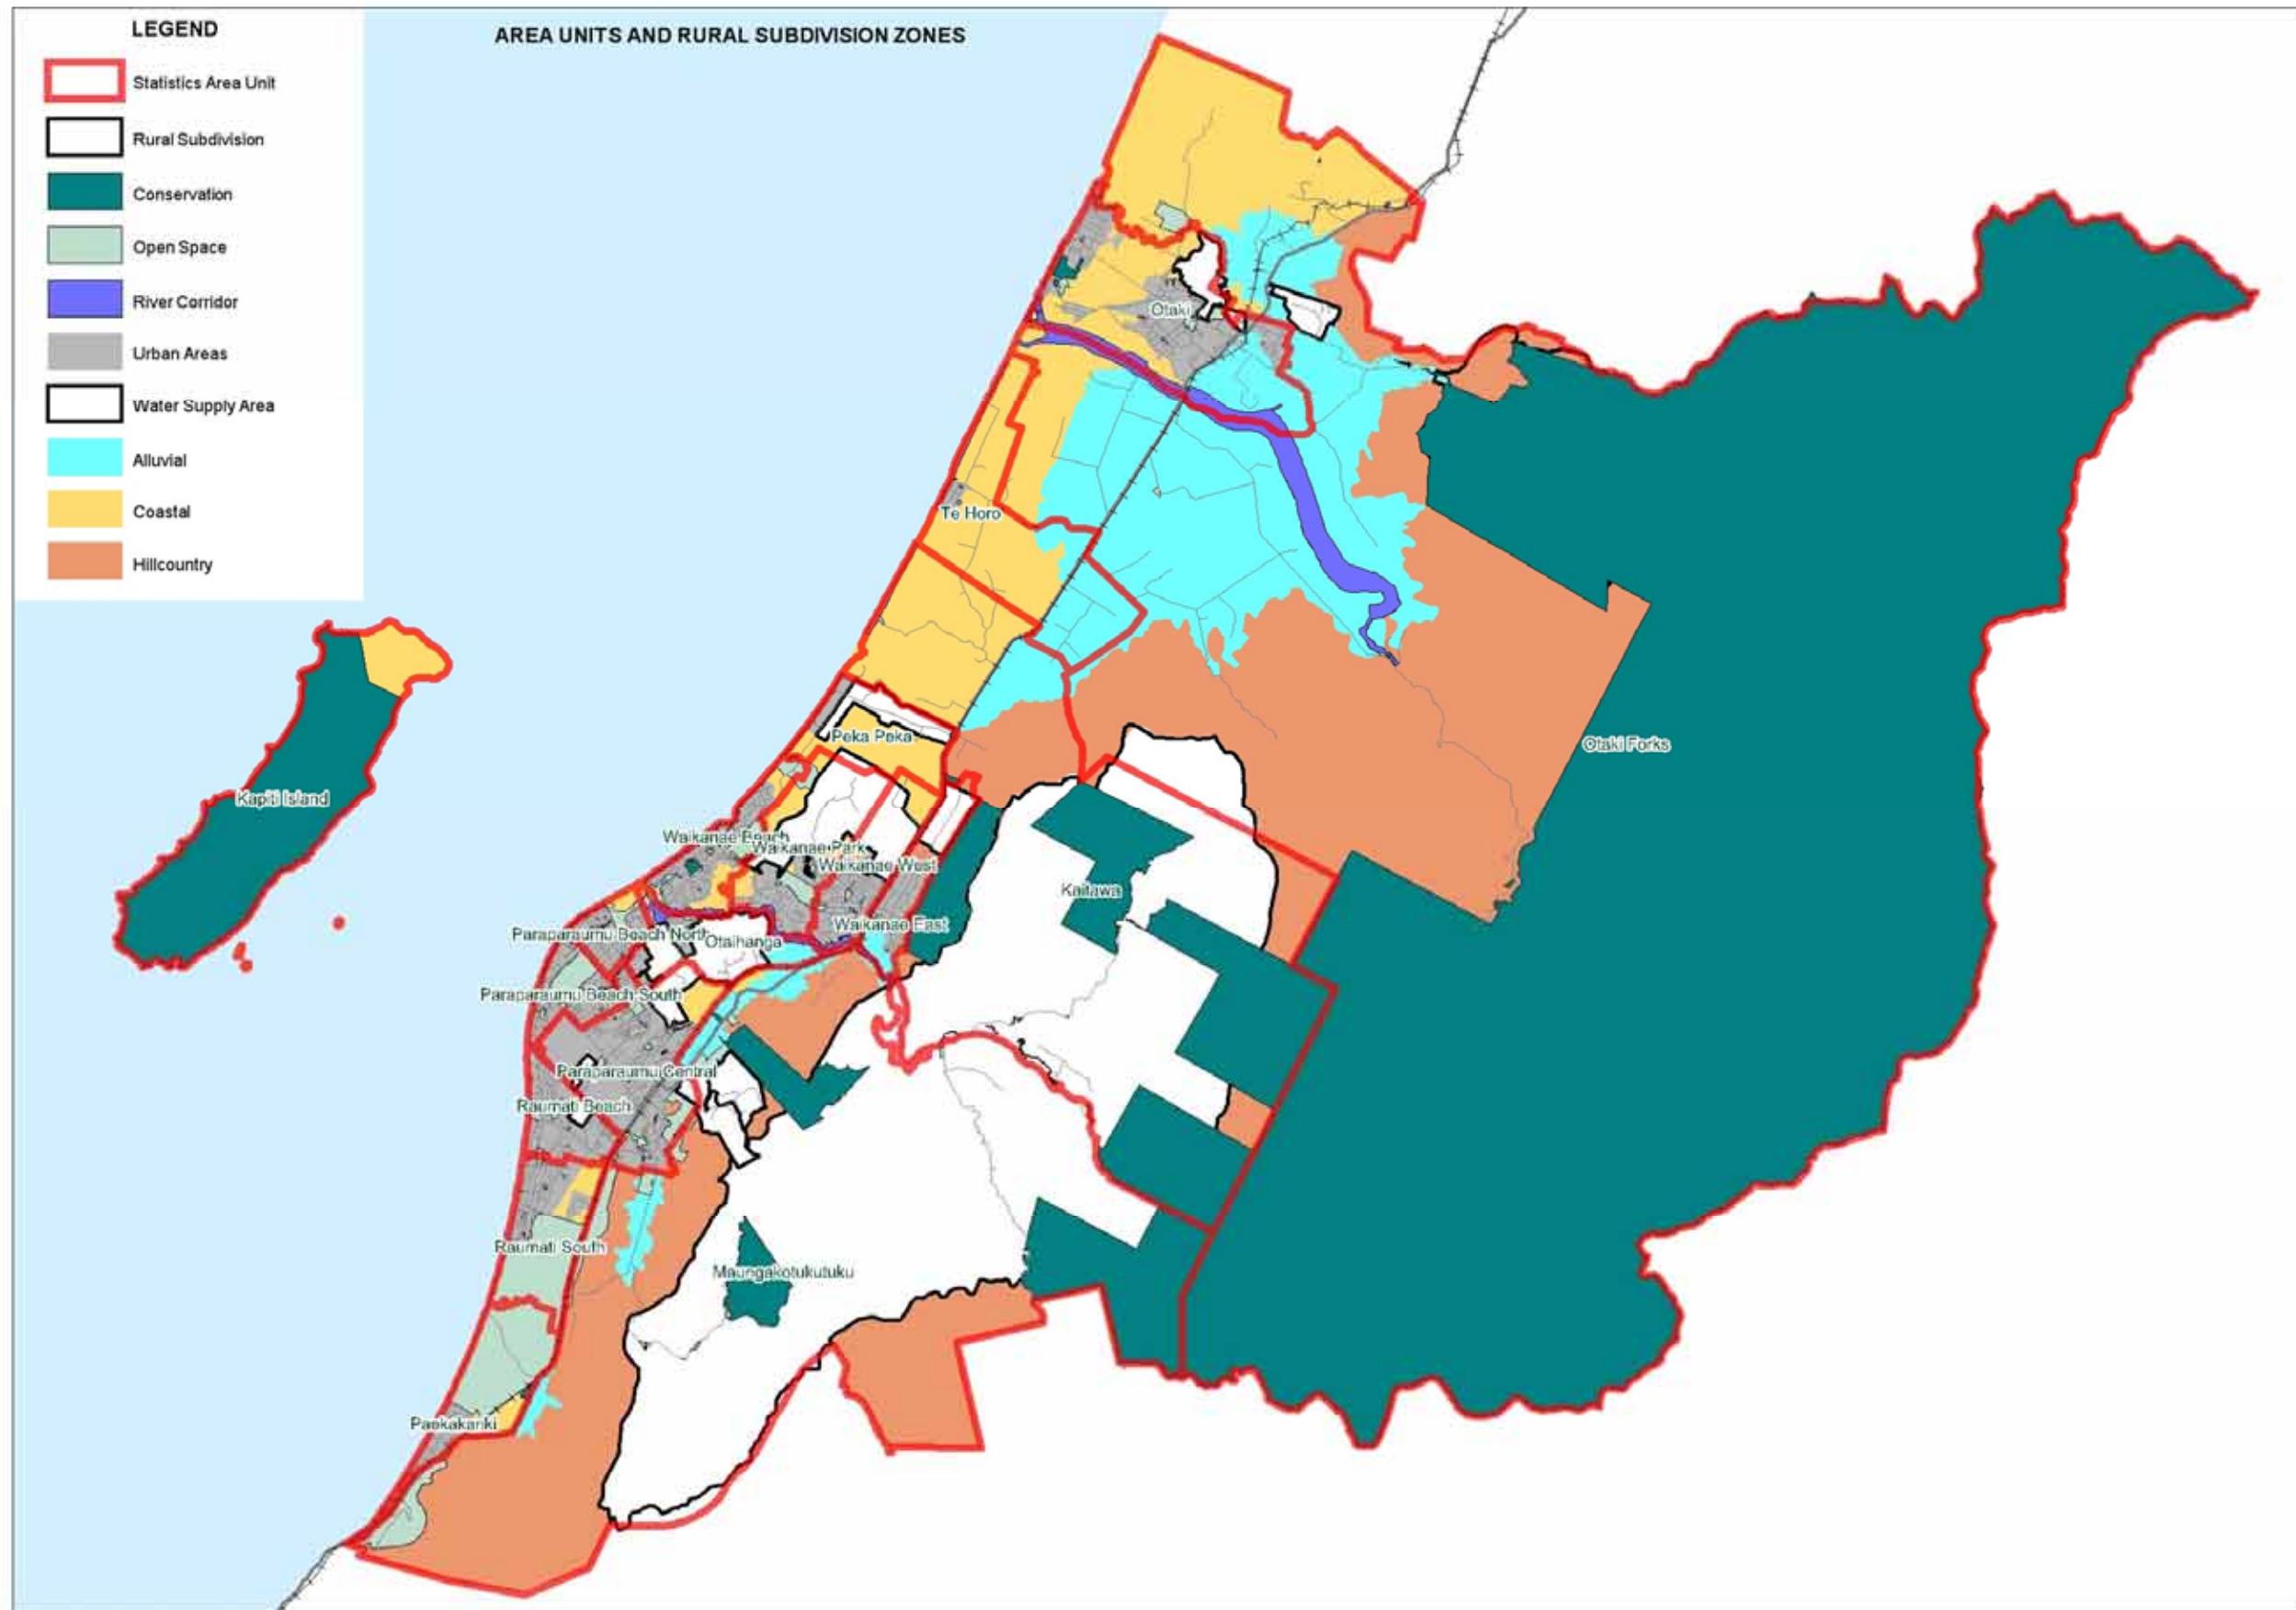 LEGEND
AREA UNITS AND RURAL SUBDIVISION ZONES
Statistics Area Unit
Rural Subdivision
Conservation
Open Space
River Corridor
Urban Areas
Water Supply Area
Alluvial
Coastal
Hillcountry
Otaki
Te Horo
Peka Peka
Otaki Forks
Kapiti Island
Waikanae Beach
Waikanae Park
Waikanae West
Kaitawa
Waikanae East
Paraparaumu Beach North
Otaihanga
Paraparaumu Beach South
Paraparaumu Central
Raumati Beach
Raumati South
Maungakotukutuku
Paekakariki